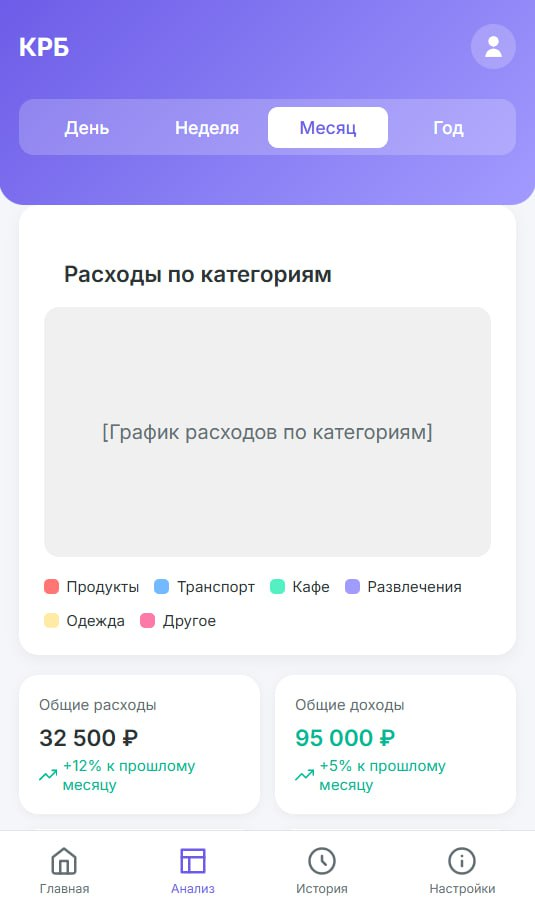 КРБ
День Неделя Месяц Год
Расходы по категориям
[График расходов по категориям]
Продукты Транспорт Кафе Развлечения
Одежда Другое
Общие расходы
32 500 ₽
+12% к прошлому
месяцу
Общие доходы
95 000 ₽
+5% к прошлому
месяцу
Главная Анализ История Настройки